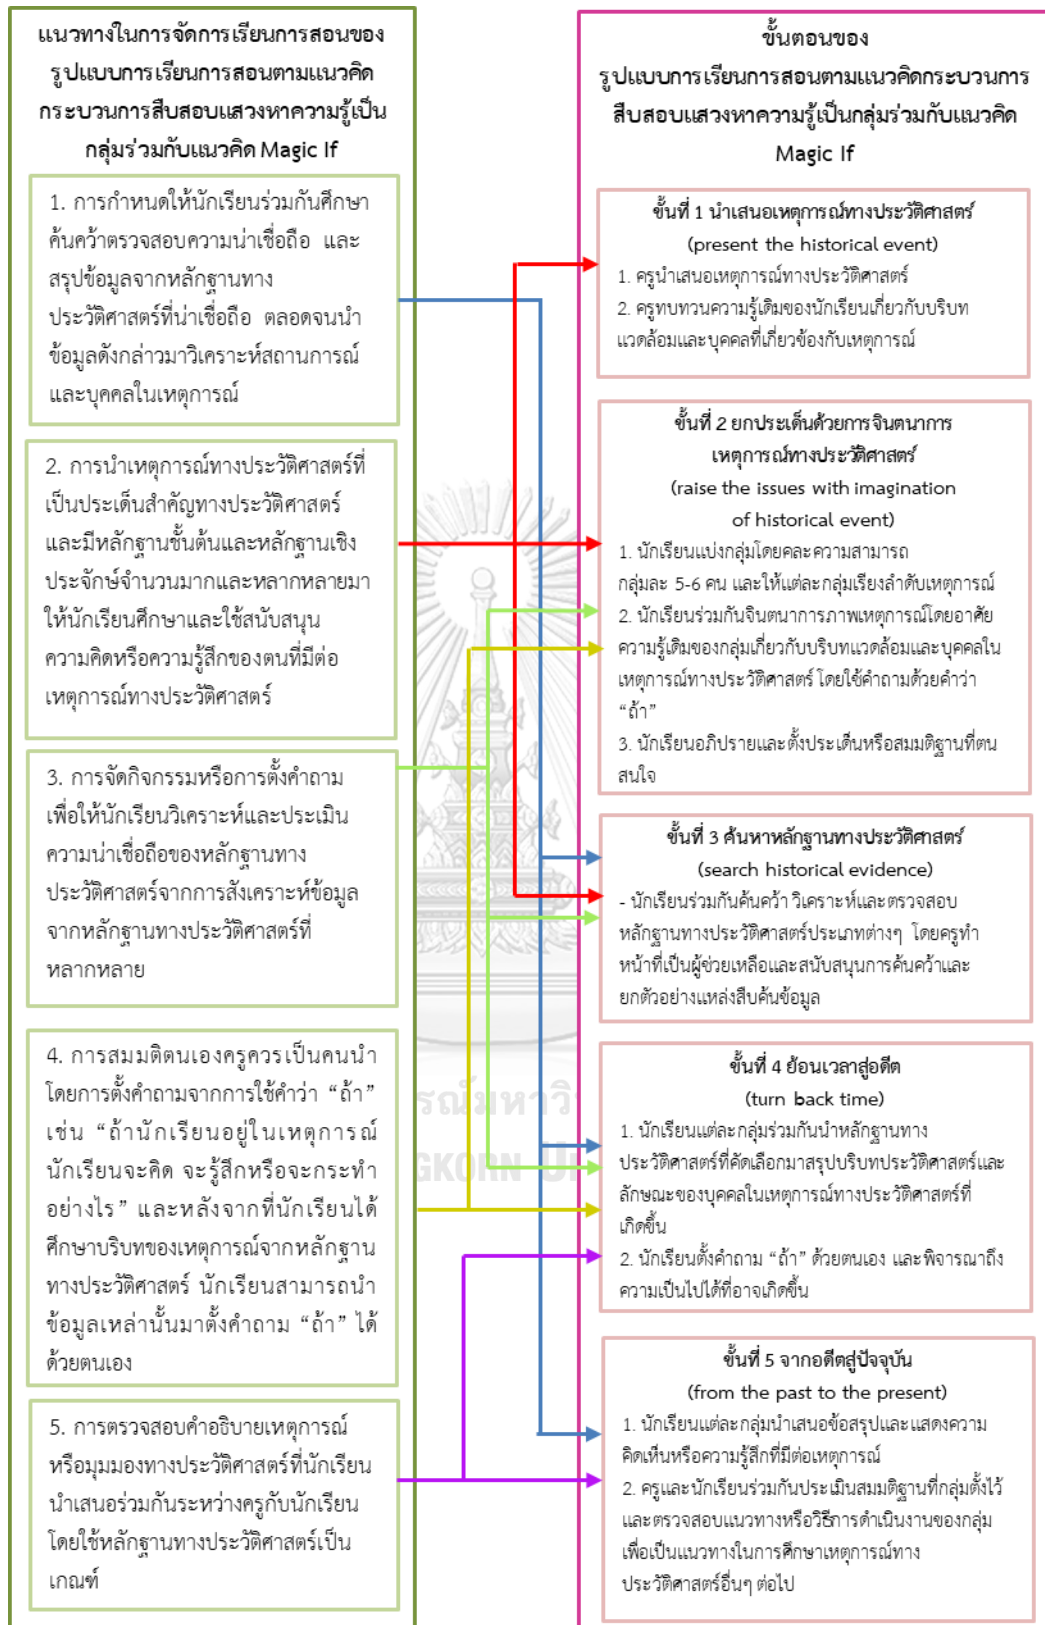 แนวทางในการจัดการเรียนการสอนของ
รูปแบบการเรียนการสอนตามแนวคิด
กระบวนการสืบสอบแสวงหาความรู้เป็น
กลุ่มร่วมกับแนวคิด Magic If
1. การกำหนดให้นักเรียนร่วมกันศึกษา
ค้นคว้าตรวจสอบความน่าเชื่อถือ และ
สรุปข้อมูลจากหลักฐานทาง
ประวัติศาสตร์ที่น่าเชื่อถือ ตลอดจนนำ
ข้อมูลดังกล่าวมาวิเคราะห์สถานการณ์
และบุคคลในเหตุการณ์
2. การนำเหตุการณ์ทางประวัติศาสตร์ที่
เป็นประเด็นสำคัญทางประวัติศาสตร์
และมีหลักฐานชั้นต้นและหลักฐานเชิง
ประจักษ์จำนวนมากและหลากหลายมา
ให้นักเรียนศึกษาและใช้สนับสนุน
ความคิดหรือความรู้สึกของตนที่มีต่อ
เหตุการณ์ทางประวัติศาสตร์
3. การจัดกิจกรรมหรือการตั้งคำถาม
เพื่อให้นักเรียนวิเคราะห์และประเมิน
ความน่าเชื่อถือของหลักฐานทาง
ประวัติศาสตร์จากการสังเคราะห์ข้อมูล
จากหลักฐานทางประวัติศาสตร์ที่
หลากหลาย
4. การสมมติตนเองครูควรเป็นคนนำ
โดยการตั้งคำถามจากการใช้คำว่า “ถ้า”
เช่น “ถ้านักเรียนอยู่ในเหตุการณ์
นักเรียนจะคิด จะรู้สึกหรือจะกระทำ
อย่างไร” และหลังจากที่นักเรียนได้
ศึกษาบริบทของเหตุการณ์จากหลักฐาน
ทางประวัติศาสตร์ นักเรียนสามารถนำ
ข้อมูลเหล่านั้นมาตั้งคำถาม “ถ้า” ได้
ด้วยตนเอง
5. การตรวจสอบคำอธิบายเหตุการณ์
หรือมุมมองทางประวัติศาสตร์ที่นักเรียน
นำเสนอร่วมกันระหว่างครูกับนักเรียน
โดยใช้หลักฐานทางประวัติศาสตร์เป็น
เกณฑ์
ขั้นตอนของ
รูปแบบการเรียนการสอนตามแนวคิดกระบวนการ
สืบสอบแสวงหาความรู้เป็นกลุ่มร่วมกับแนวคิด
Magic If
ขั้นที่ 1 นำเสนอเหตุการณ์ทางประวัติศาสตร์
(present the historical event)
1. ครูนำเสนอเหตุการณ์ทางประวัติศาสตร์
2. ครูทบทวนความรู้เดิมของนักเรียนเกี่ยวกับบริบท
แวดล้อมและบุคคลที่เกี่ยวข้องกับเหตุการณ์
ขั้นที่ 2 ยกประเด็นด้วยการจินตนาการ
เหตุการณ์ทางประวัติศาสตร์
(raise the issues with imagination
of historical event)
1. นักเรียนแบ่งกลุ่มโดยคละความสามารถ
กลุ่มละ 5-6 คน และให้แต่ละกลุ่มเรียงลำดับเหตุการณ์
2. นักเรียนร่วมกันจินตนาการภาพเหตุการณ์โดยอาศัย
ความรู้เดิมของกลุ่มเกี่ยวกับบริบทแวดล้อมและบุคคลใน
เหตุการณ์ทางประวัติศาสตร์ โดยใช้คำถามด้วยคำว่า
“ถ้า”
3. นักเรียนอภิปรายและตั้งประเด็นหรือสมมติฐานที่ตน
สนใจ
ขั้นที่ 3 ค้นหาหลักฐานทางประวัติศาสตร์
(search historical evidence)
- นักเรียนร่วมกันค้นคว้า วิเคราะห์และตรวจสอบ
หลักฐานทางประวัติศาสตร์ประเภทต่างๆ โดยครูทำ
หน้าที่เป็นผู้ช่วยเหลือและสนับสนุนการค้นคว้าและ
ยกตัวอย่างแหล่งสืบค้นข้อมูล
ขั้นที่ 4 ย้อนเวลาสู่อดีต
(turn back time)
1. นักเรียนแต่ละกลุ่มร่วมกันนำหลักฐานทาง
ประวัติศาสตร์ที่คัดเลือกมาสรุปบริบทประวัติศาสตร์และ
ลักษณะของบุคคลในเหตุการณ์ทางประวัติศาสตร์ที่
เกิดขึ้น
2. นักเรียนตั้งคำถาม “ถ้า” ด้วยตนเอง และพิจารณาถึง
ความเป็นไปได้ที่อาจเกิดขึ้น
ขั้นที่ 5 จากอดีตสู่ปัจจุบัน
(from the past to the present)
1. นักเรียนแต่ละกลุ่มนำเสนอข้อสรุปและแสดงความ
คิดเห็นหรือความรู้สึกที่มีต่อเหตุการณ์
2. ครูและนักเรียนร่วมกันประเมินสมมติฐานที่กลุ่มตั้งไว้
และตรวจสอบแนวทางหรือวิธีการดำเนินงานของกลุ่ม
เพื่อเป็นแนวทางในการศึกษาเหตุการณ์ทาง
ประวัติศาสตร์อื่นๆ ต่อไป